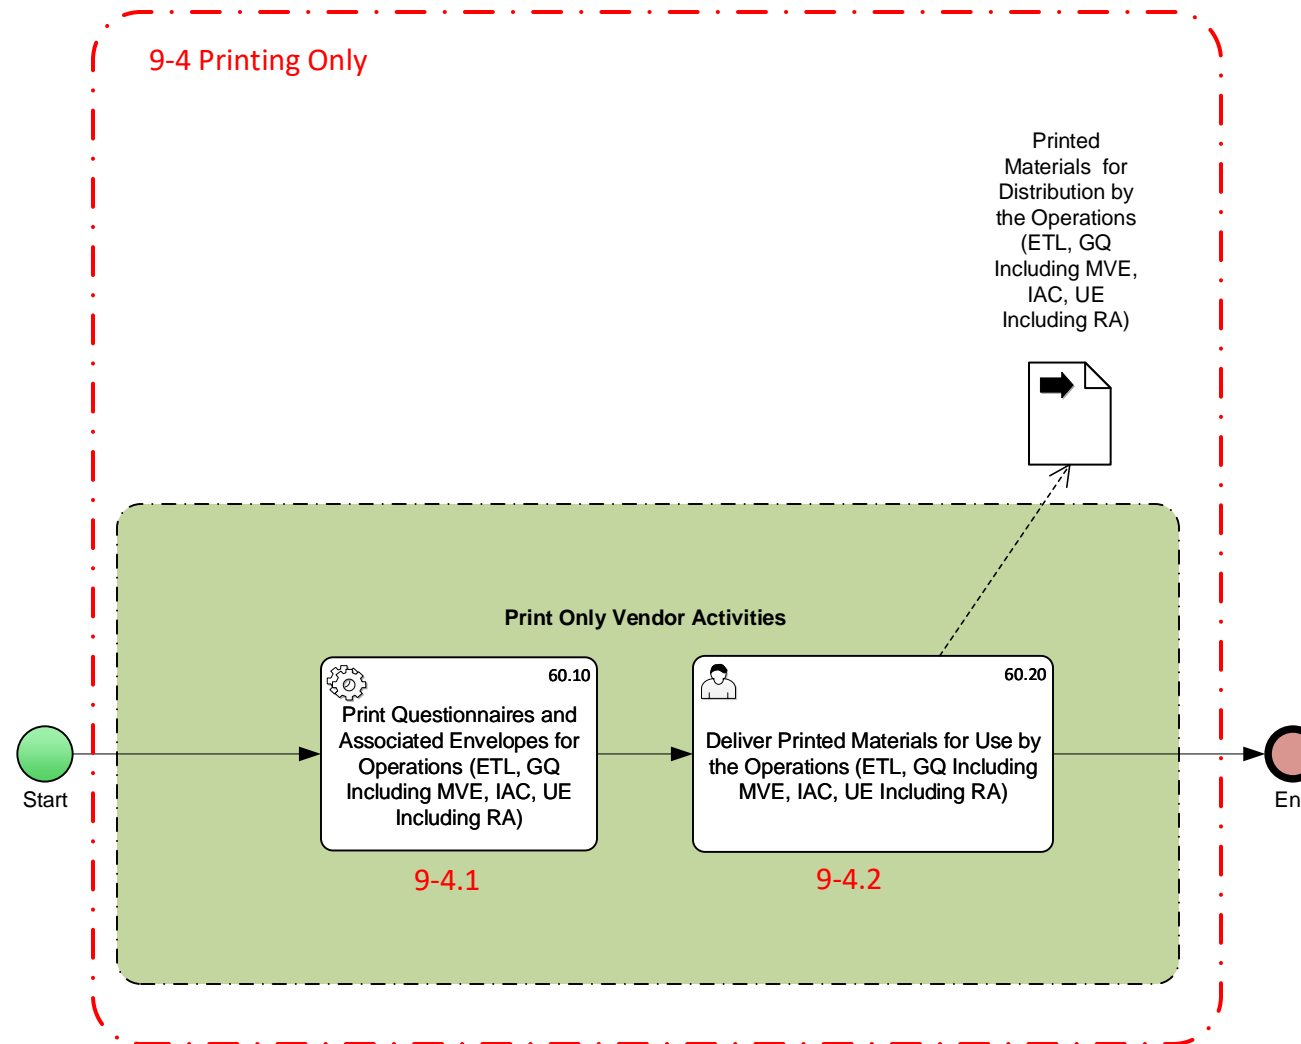 9-4 Printing Only
Printed
Materials for
Distribution by
the Operations
(ETL, GQ
Including MVE,
IAC, UE
Including RA)
Print Only Vendor Activities
60.10
Print Questionnaires and
Associated Envelopes for
Operations (ETL, GQ
Including MVE, IAC, UE
Including RA)
60.20
Deliver Printed Materials for Use by
the Operations (ETL, GQ Including
MVE, IAC, UE Including RA)
Start
En
9-4.1
9-4.2